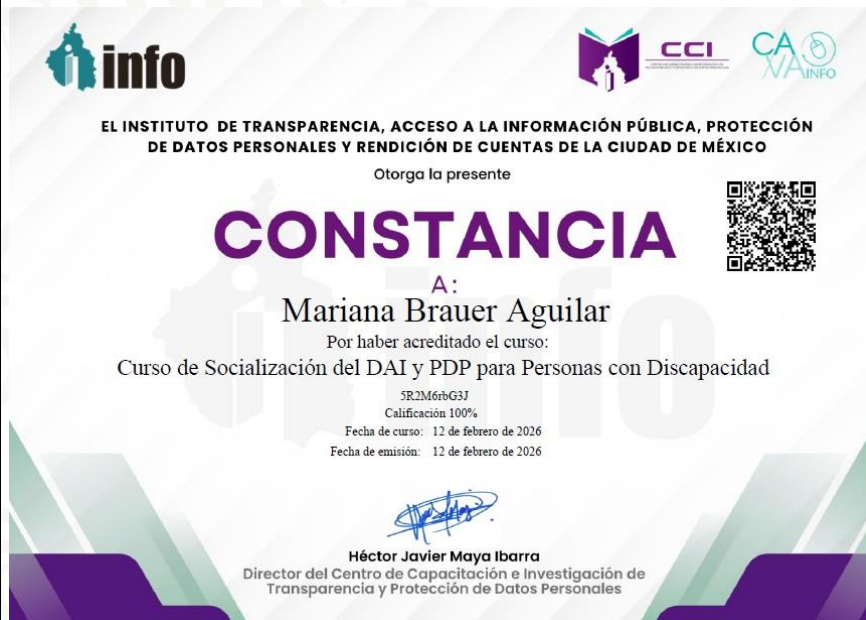 info
CCI
CAVA INFO
EL INSTITUTO DE TRANSPARENCIA, ACCESO A LA INFORMACIÓN PÚBLICA, PROTECCIÓN
DE DATOS PERSONALES Y RENDICIÓN DE CUENTAS DE LA CIUDAD DE MÉXICO
Otorga la presente
CONSTANCIA
A:
Mariana Brauer Aguilar
Por haber acreditado el curso:
Curso de Socialización del DAI y PDP para Personas con Discapacidad
5R2M6rbG3J
Calificación 100%
Fecha de curso: 12 de febrero de 2026
Fecha de emisión: 12 de febrero de 2026
Héctor Javier Maya Ibarra
Director del Centro de Capacitación e Investigación de
Transparencia y Protección de Datos Personales